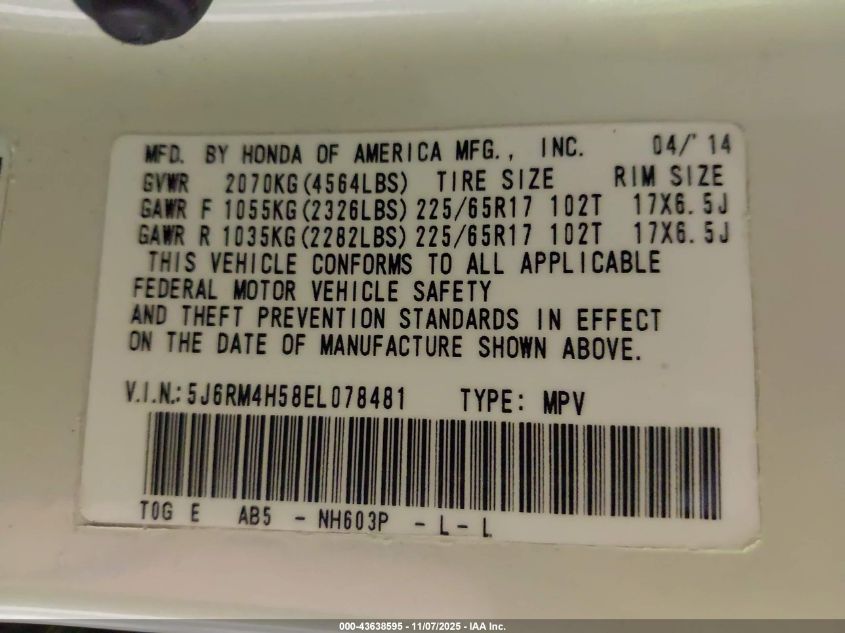 MFD. BY HONDA OF AMERICA MFG., INC. 04/'14
GVWR 2070KG(4564LBS) TIRE SIZE RIM SIZE
GAWR F 1055KG(2326LBS) 225/65R17 102T 17X6.5J
GAWR R 1035KG(2282LBS) 225/65R17 102T 17X6.5J
THIS VEHICLE CONFORMS TO ALL APPLICABLE
FEDERAL MOTOR VEHICLE SAFETY
AND THEFT PREVENTION STANDARDS IN EFFECT
ON THE DATE OF MANUFACTURE SHOWN ABOVE.
V.I.N.: 5J6RM4H58EL078481 TYPE: MPV
T0G E AB5 - NH603P - L - L
000-43638595 - 11/07/2025 - IAA Inc.